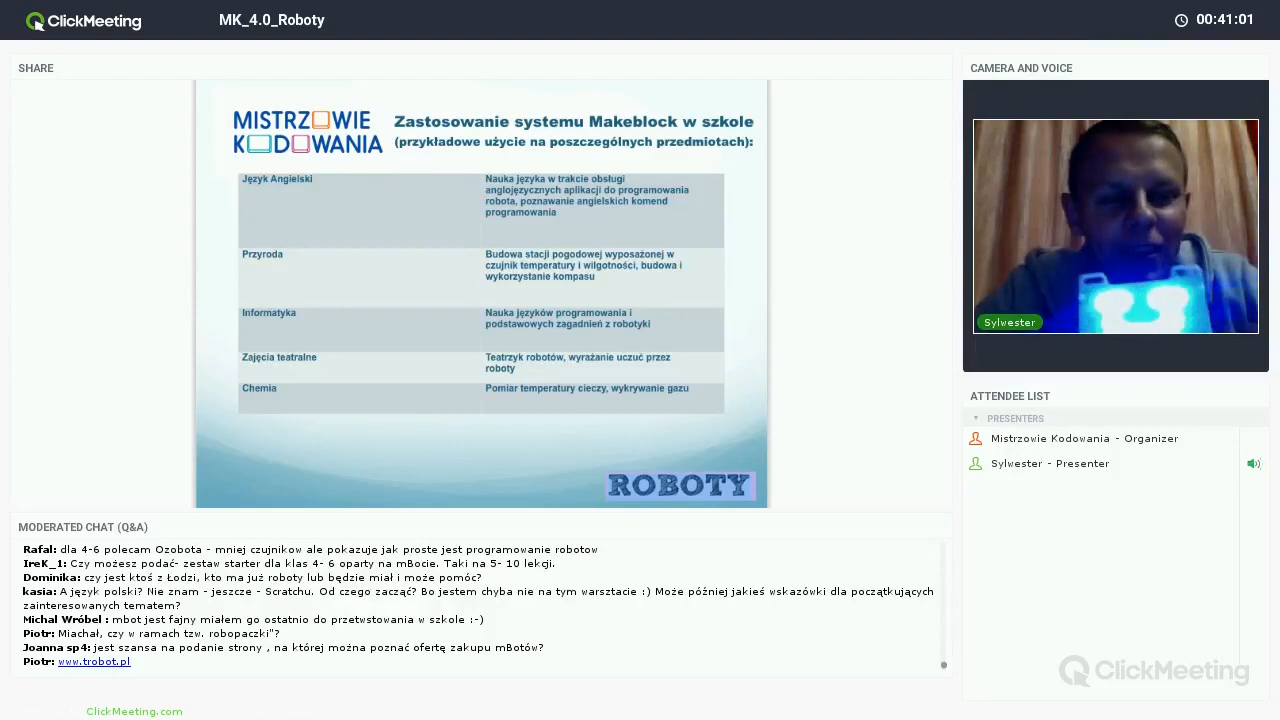 ClickMeeting
MK_4.0_Roboty
00:41:01
SHARE
MISTRZOWIE
KODOWANIA
Zastosowanie systemu Makeblock w szkole
(przykładowe użycie na poszczególnych przedmiotach):
Język Angielski
Nauka języka w trakcie obsługi
anglojęzycznych aplikacji do programowania
robota, poznawanie angielskich komend
programowania
Przyroda
Budowa stacji pogodowej wyposażonej w
czujnik temperatury i wilgotności, budowa i
wykorzystanie kompasu
Informatyka
Nauka języków programowania i
podstawowych zagadnień z robotyki
Zajęcia teatralne
Teatrzyk robotów, wyrażanie uczuć przez
roboty
Chemia
Pomiar temperatury cieczy, wykrywanie gazu
ROBOTY
CAMERA AND VOICE
Sylwester
ATTENDEE LIST
PRESENTERS
Mistrzowie Kodowania - Organizer
Sylwester - Presenter
MODERATED CHAT (Q&A)
Rafal: dla 4-6 polecam Ozobota - mniej czujnikow ale pokazuje jak proste jest programowanie robotow
IreK_1: Czy możesz podać- zestaw starter dla klas 4- 6 oparty na mBocie. Taki na 5- 10 lekcji.
Dominika: czy jest ktoś z Łodzi, kto ma już roboty lub będzie miał i może pomóc?
kasia: A język polski? Nie znam - jeszcze - Scratchu. Od czego zacząć? Bo jestem chyba nie na tym warsztacie :) Może później jakieś wskazówki dla początkujących
zainteresowanych tematem?
Michal Wróbel : mbot jest fajny miałem go ostatnio do przetwstowania w szkole :-)
Piotr: Miachał, czy w ramach tzw. robopaczki"?
Joanna sp4: jest szansa na podanie strony , na której można poznać ofertę zakupu mBotów?
Piotr: www.trobot.pl
ClickMeeting
ClickMeeting.com